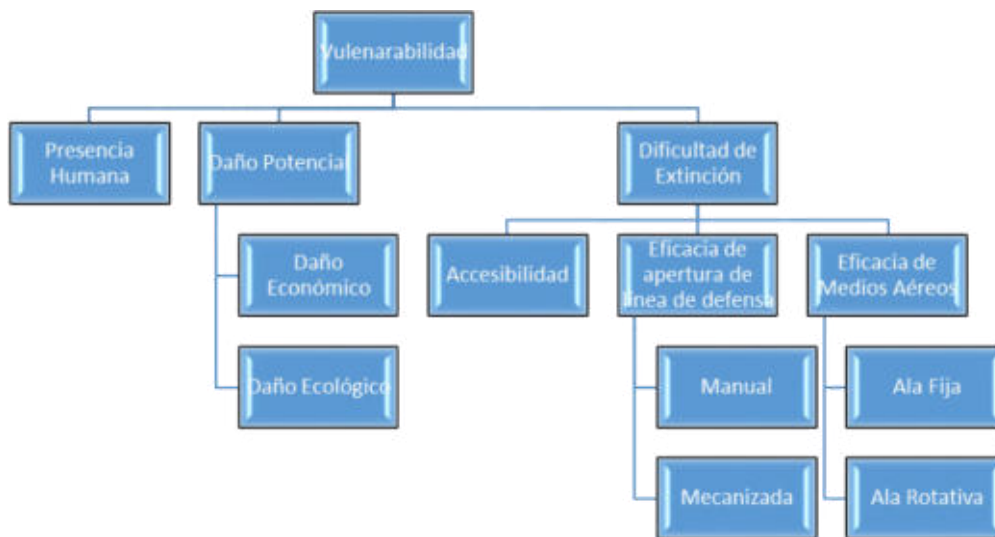 Vulenarabilidad
Presencia
Humana
Daño Potencia
Dificultad de
Extinción
Daño
Económico
Accesibilidad
Eficacia de
apertura de
línea de defensa
Eficacia de
Medios Aéreos
Daño Ecológico
Manual
Ala Fija
Mecanizada
Ala Rotativa